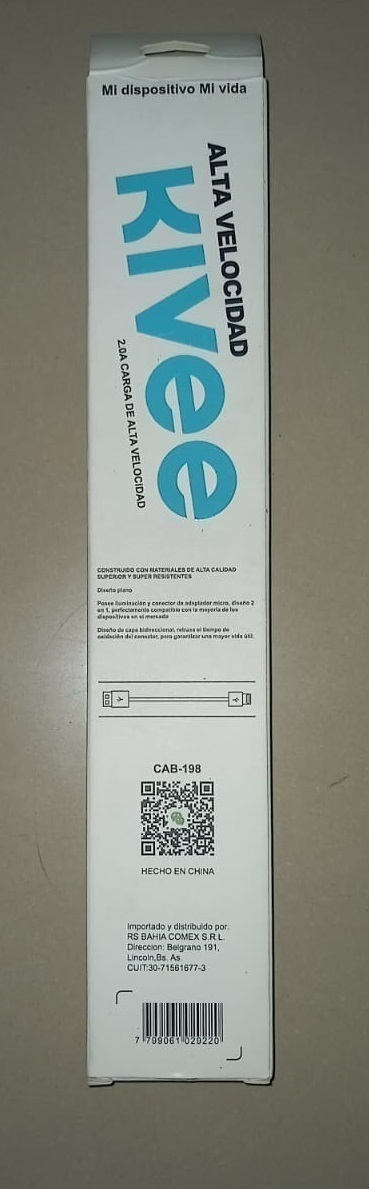 Mi dispositivo Mi vida
ALTA VELOCIDAD
Kivee
2.0A CARGA DE ALTA VELOCIDAD
CONSTRUIDO CON MATERIALES DE ALTA CALIDAD
SUPERIOR Y SUPER RESISTENTES
Diseño plano
Posee iluminación y conector de adaptador micro, diseño 2
en 1, perfectamente compatible con la mayoría de los
dispositivos en el mercado
Diseño de capa bidireccional, retrasa el tiempo de
oxidación del conector, para garantizar una mayor vida útil.
CAB-198
HECHO EN CHINA
Importado y distribuido por:
RS BAHIA COMEX S.R.L.
Direccion: Belgrano 191,
Lincoln,Bs. As.
CUIT:30-71561677-3
7 799061 029220